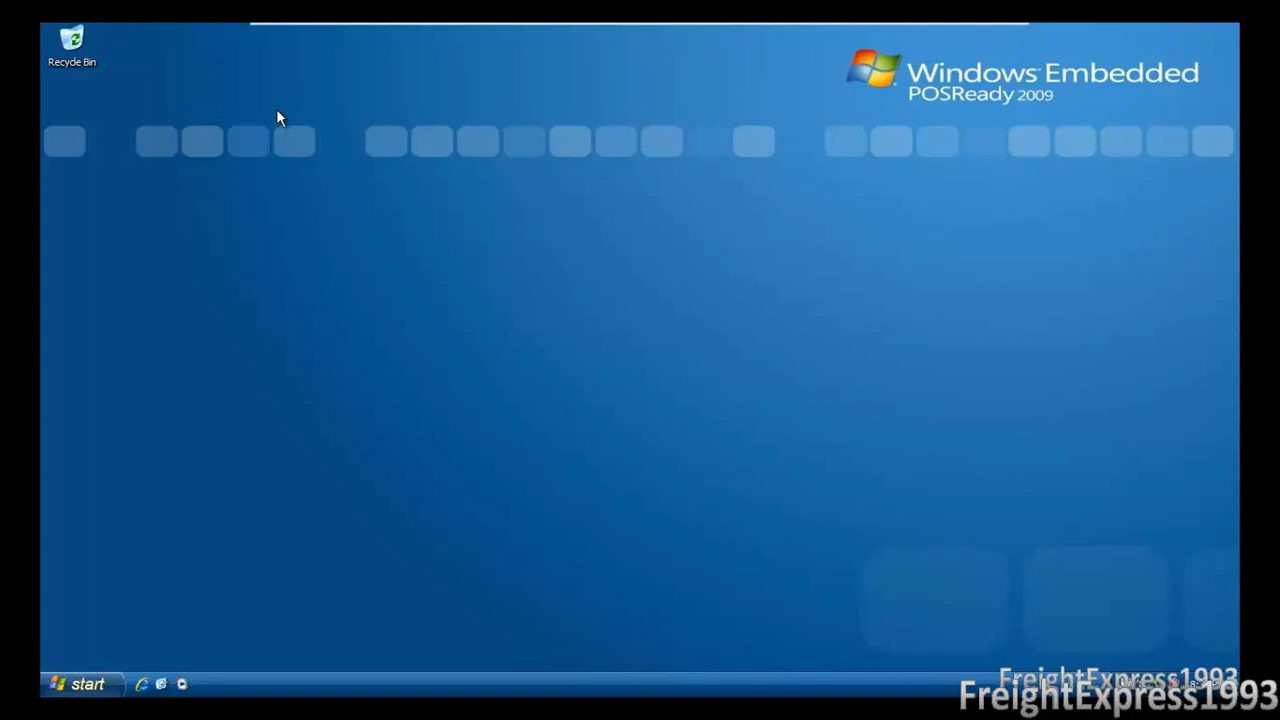 Recycle Bin
Windows Embedded
POSReady 2009
start
FreightExpress1993
FreightExpress1993